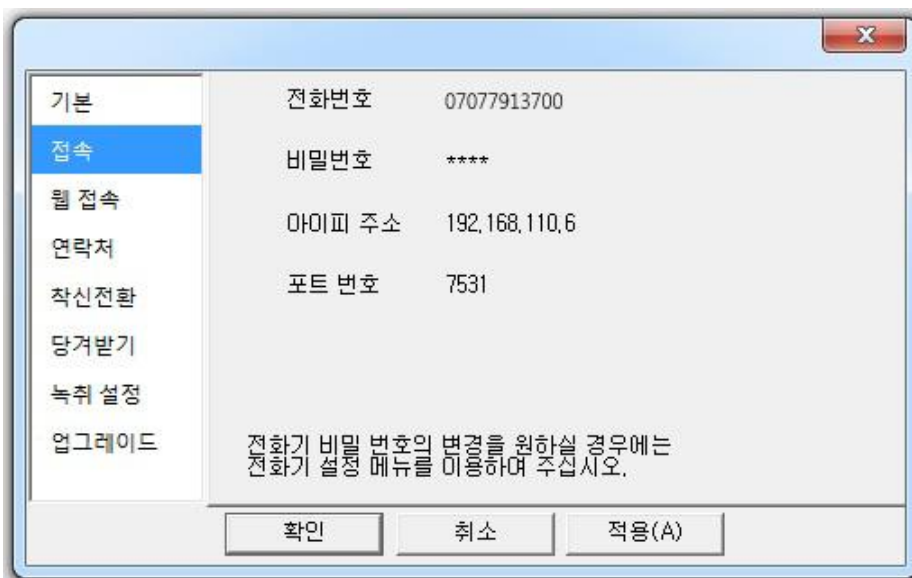 기본
접속
웹 접속
연락처
착신전환
당겨받기
녹취 설정
업그레이드
전화번호 07077913700
비밀번호 ****
아이피 주소 192,168,110,6
포트 번호 7531
전화기 비밀 번호의 변경을 원하실 경우에는
전화기 설정 메뉴를 이용하여 주십시오.
확인 취소 적용(A)